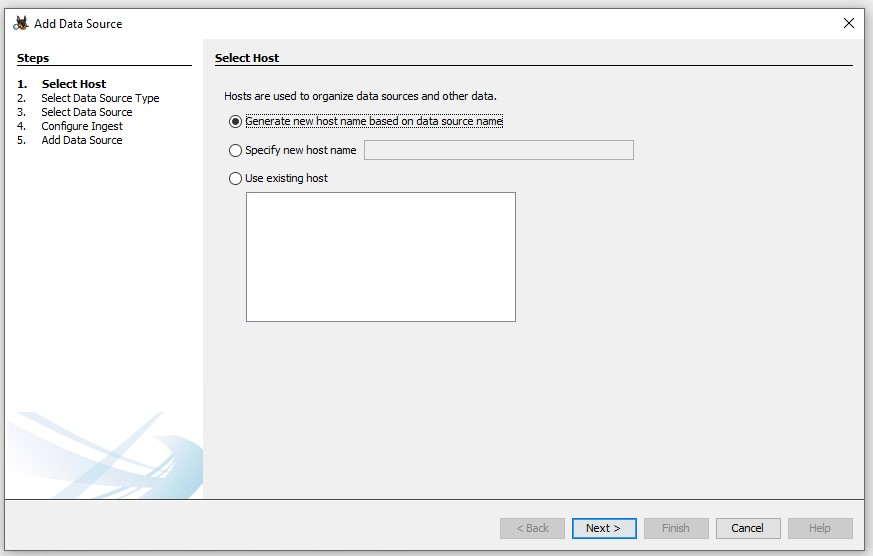 Add Data Source
Steps
1. Select Host
2. Select Data Source Type
3. Select Data Source
4. Configure Ingest
5. Add Data Source
Select Host
Hosts are used to organize data sources and other data.
Generate new host name based on data source name
Specify new host name
Use existing host
< Back
Next >
Finish
Cancel
Help